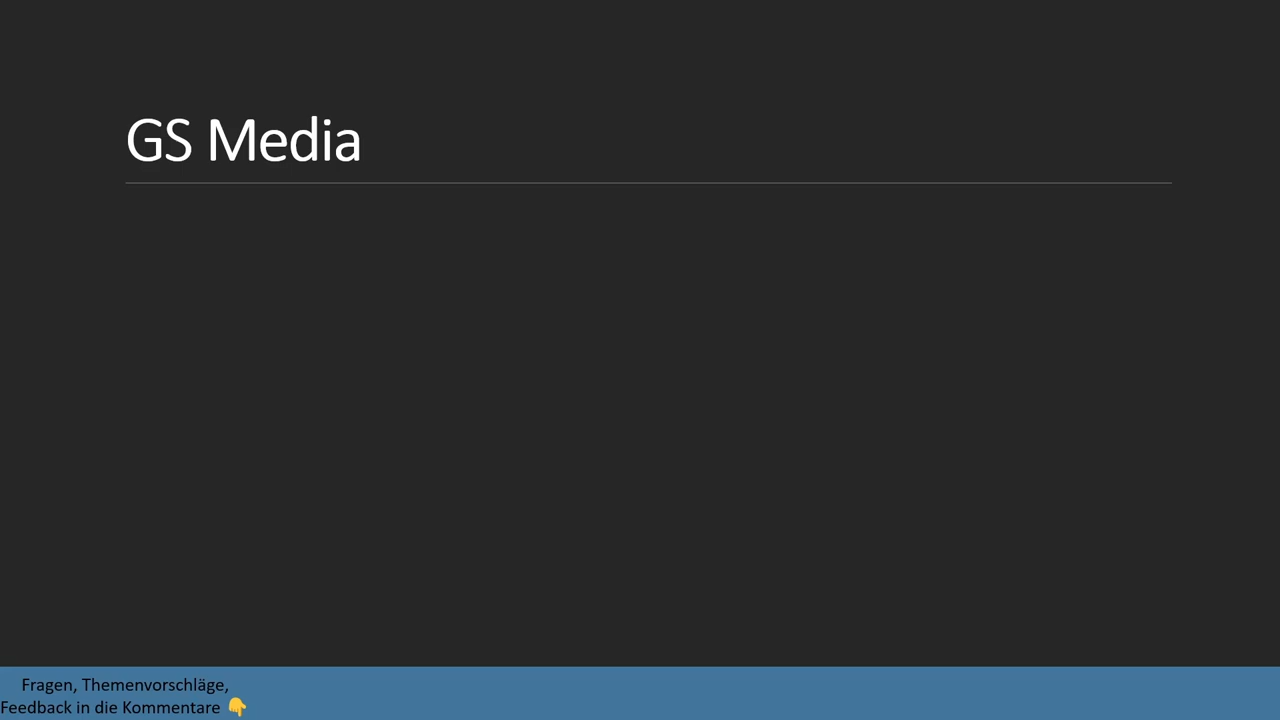 GS Media
Fragen, Themenvorschläge,
Feedback in die Kommentare 👇